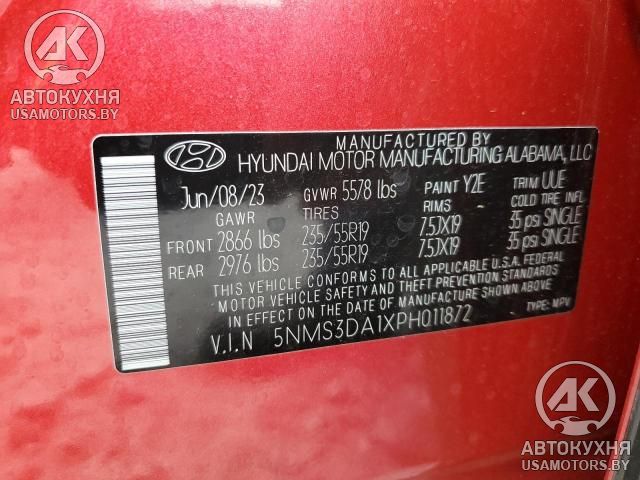 AK
АВТОКУХНЯ
USAMOTORS.BY
MANUFACTURED BY
HYUNDAI MOTOR MANUFACTURING ALABAMA, LLC
Jun/08/23 GVWR 5578 lbs PAINT Y2E TRIM UUE
GAWR TIRES RIMS COLD TIRE INFL
FRONT 2866 lbs 235/55R19 7.5JX19 35 psi SINGLE
REAR 2976 lbs 235/55R19 7.5JX19 35 psi SINGLE
THIS VEHICLE CONFORMS TO ALL APPLICABLE U.S.A. FEDERAL
MOTOR VEHICLE SAFETY AND THEFT PREVENTION STANDARDS
IN EFFECT ON THE DATE OF MANUFACTURE SHOWN ABOVE.
V.I.N 5NMS3DA1XPH011872 TYPE: MPV
AK
АВТОКУХНЯ
USAMOTORS.BY